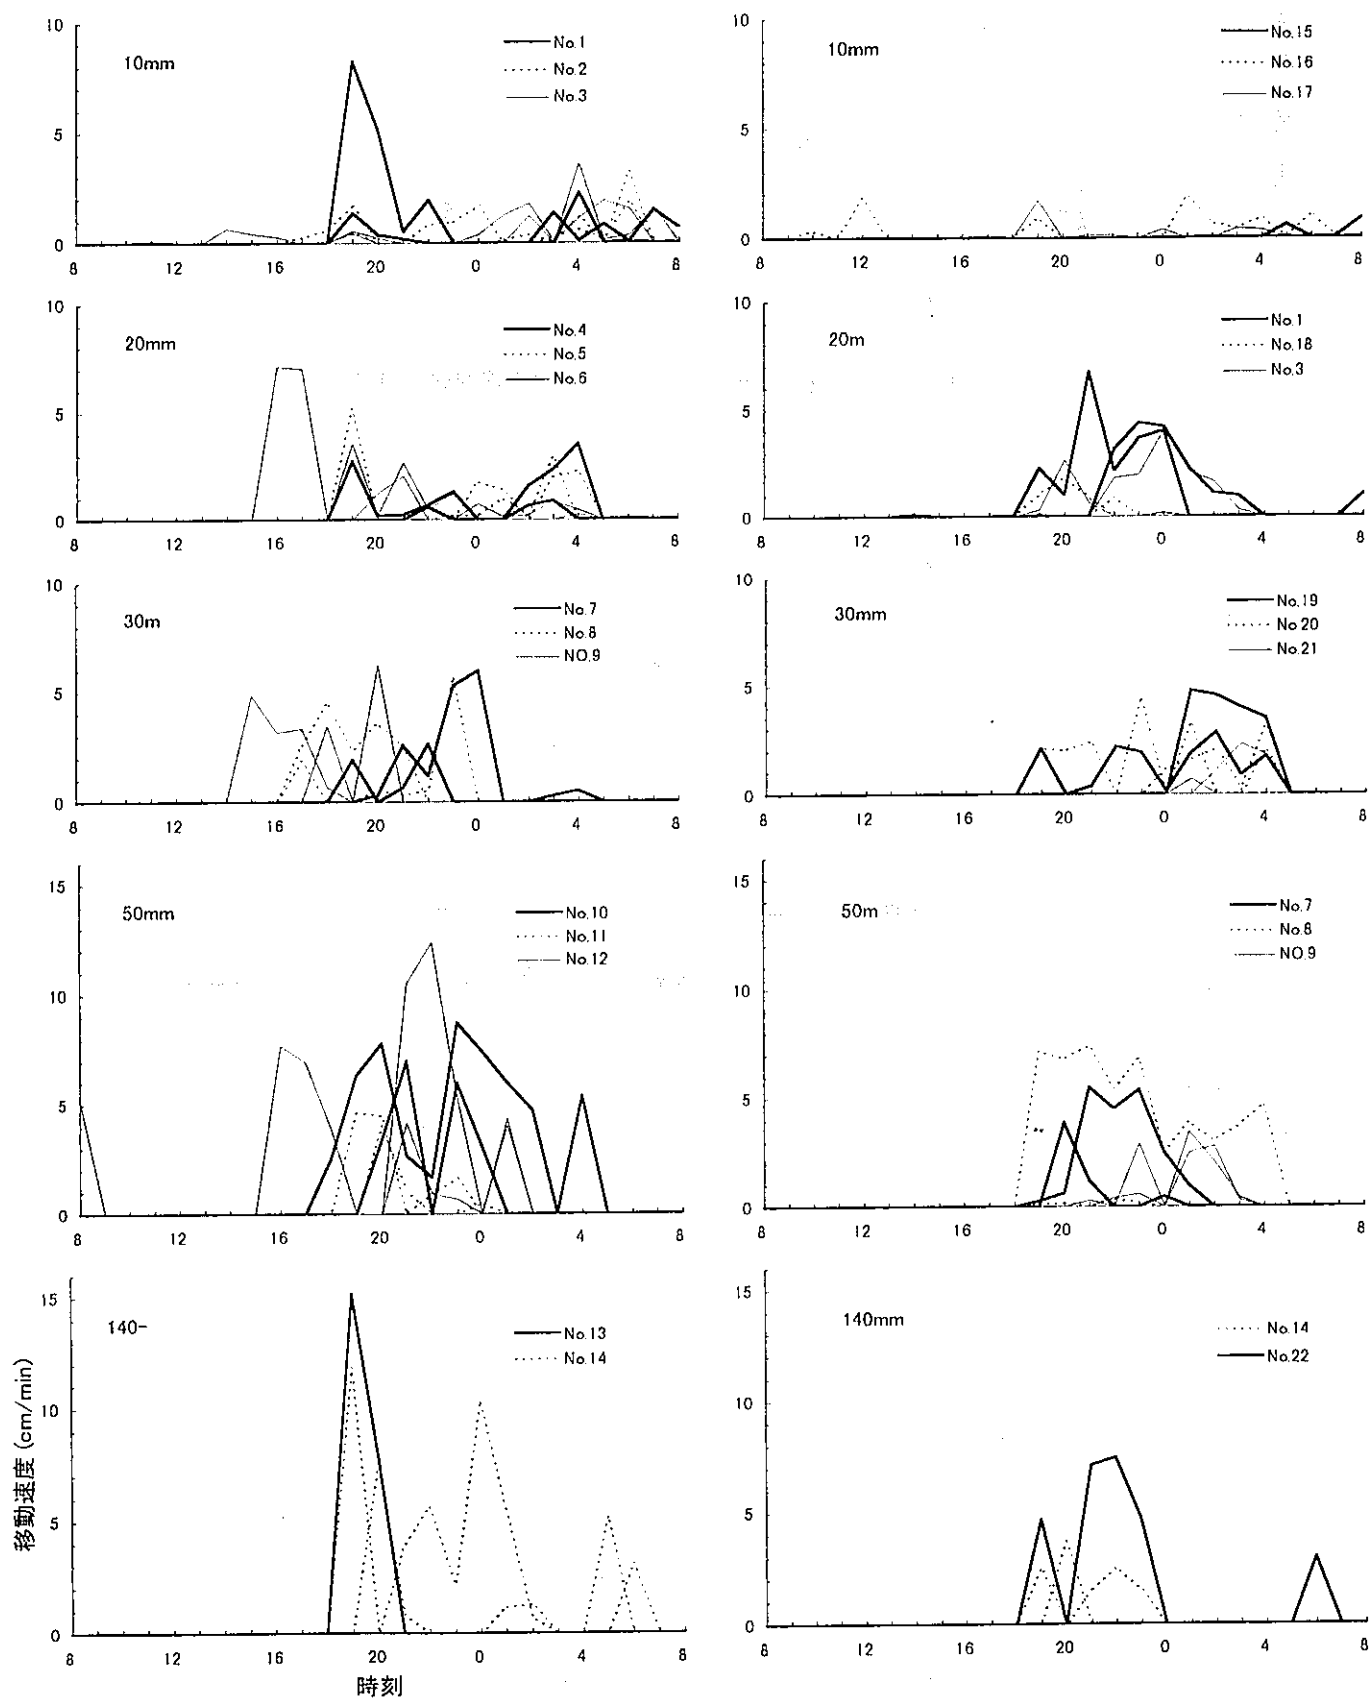 10
10mm
No.1
No.2
No.3
5
0
8 12 16 20 0 4 8
10
10mm
No.15
No.16
No.17
5
0
8 12 16 20 0 4 8
10
20mm
No.4
No.5
No.6
5
0
8 12 16 20 0 4 8
10
20m
No.1
No.18
No.3
5
0
8 12 16 20 0 4 8
10
30m
No.7
No.8
NO.9
5
0
8 12 16 20 0 4 8
10
30mm
No.19
No.20
No.21
5
0
8 12 16 20 0 4 8
15
50mm
No.10
No.11
No.12
10
5
0
8 12 16 20 0 4 8
15
50m
No.7
No.8
NO.9
10
5
0
8 12 16 20 0 4 8
15
140-
No.13
No.14
10
5
0
8 12 16 20 0 4 8
移動速度 (cm/min)
時刻
15
140mm
No.14
No.22
10
5
0
8 12 16 20 0 4 8